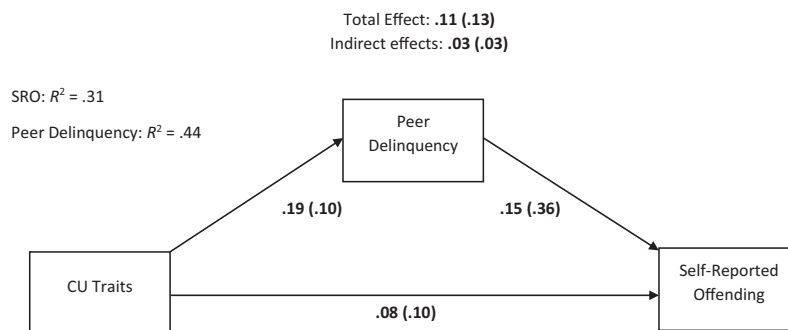 Total Effect: .11 (.13)
Indirect effects: .03 (.03)
SRO: R² = .31
Peer Delinquency: R² = .44
Peer
Delinquency
.19 (.10)
.15 (.36)
CU Traits
Self-Reported
Offending
.08 (.10)